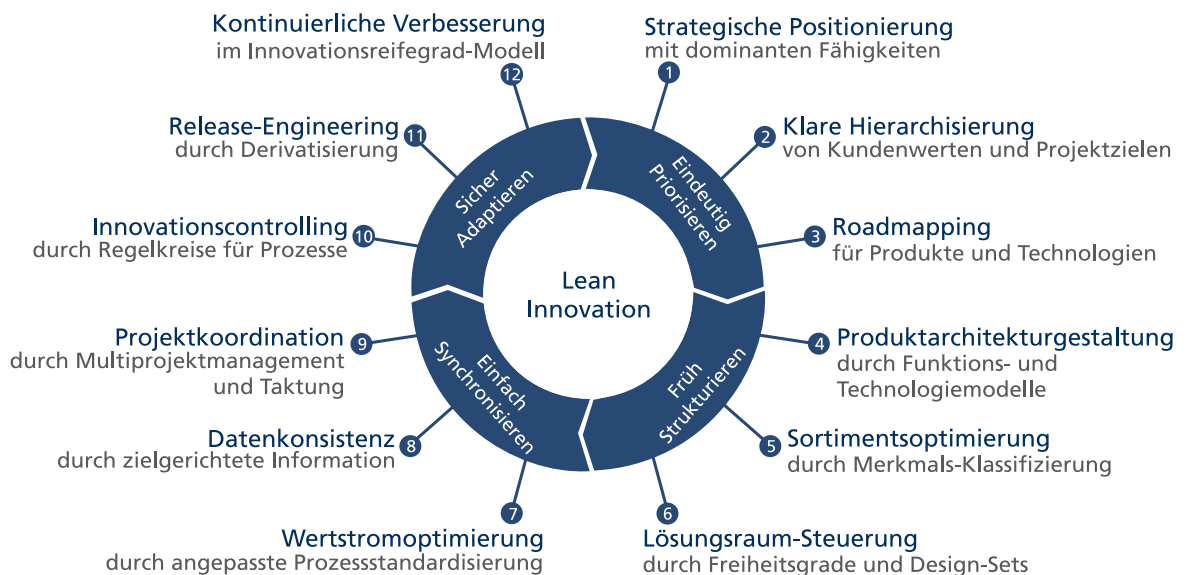 Lean
Innovation
Eindeutig
Priorisieren
1
Strategische Positionierung
mit dominanten Fähigkeiten
2
Klare Hierarchisierung
von Kundenwerten und Projektzielen
3
Roadmapping
für Produkte und Technologien
Früh
Strukturieren
4
Produktarchitekturgestaltung
durch Funktions- und
Technologiemodelle
5
Sortimentsoptimierung
durch Merkmals-Klassifizierung
6
Lösungsraum-Steuerung
durch Freiheitsgrade und Design-Sets
Einfach
Synchronisieren
7
Wertstromoptimierung
durch angepasste Prozessstandardisierung
8
Datenkonsistenz
durch zielgerichtete Information
9
Projektkoordination
durch Multiprojektmanagement
und Taktung
Sicher
Adaptieren
10
Innovationscontrolling
durch Regelkreise für Prozesse
11
Release-Engineering
durch Derivatisierung
12
Kontinuierliche Verbesserung
im Innovationsreifegrad-Modell